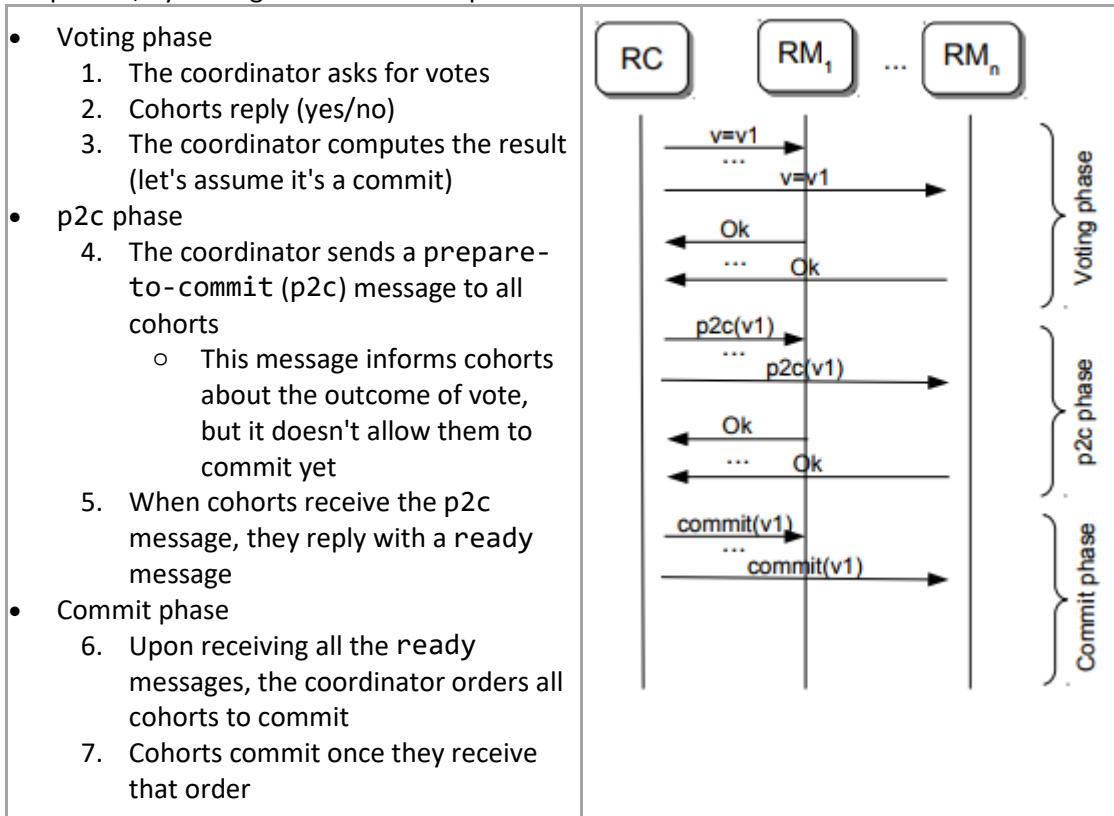 • Voting phase
1. The coordinator asks for votes
2. Cohorts reply (yes/no)
3. The coordinator computes the result
(let's assume it's a commit)
• p2c phase
4. The coordinator sends a prepare-
to-commit (p2c) message to all
cohorts
○ This message informs cohorts
about the outcome of vote,
but it doesn't allow them to
commit yet
5. When cohorts receive the p2c
message, they reply with a ready
message
• Commit phase
6. Upon receiving all the ready
messages, the coordinator orders all
cohorts to commit
7. Cohorts commit once they receive
that order
RC RM1 ... RMn
v=v1
...
v=v1
Ok
...
Ok
Voting phase
p2c(v1)
...
p2c(v1)
Ok
...
Ok
p2c phase
commit(v1)
...
commit(v1)
Commit phase